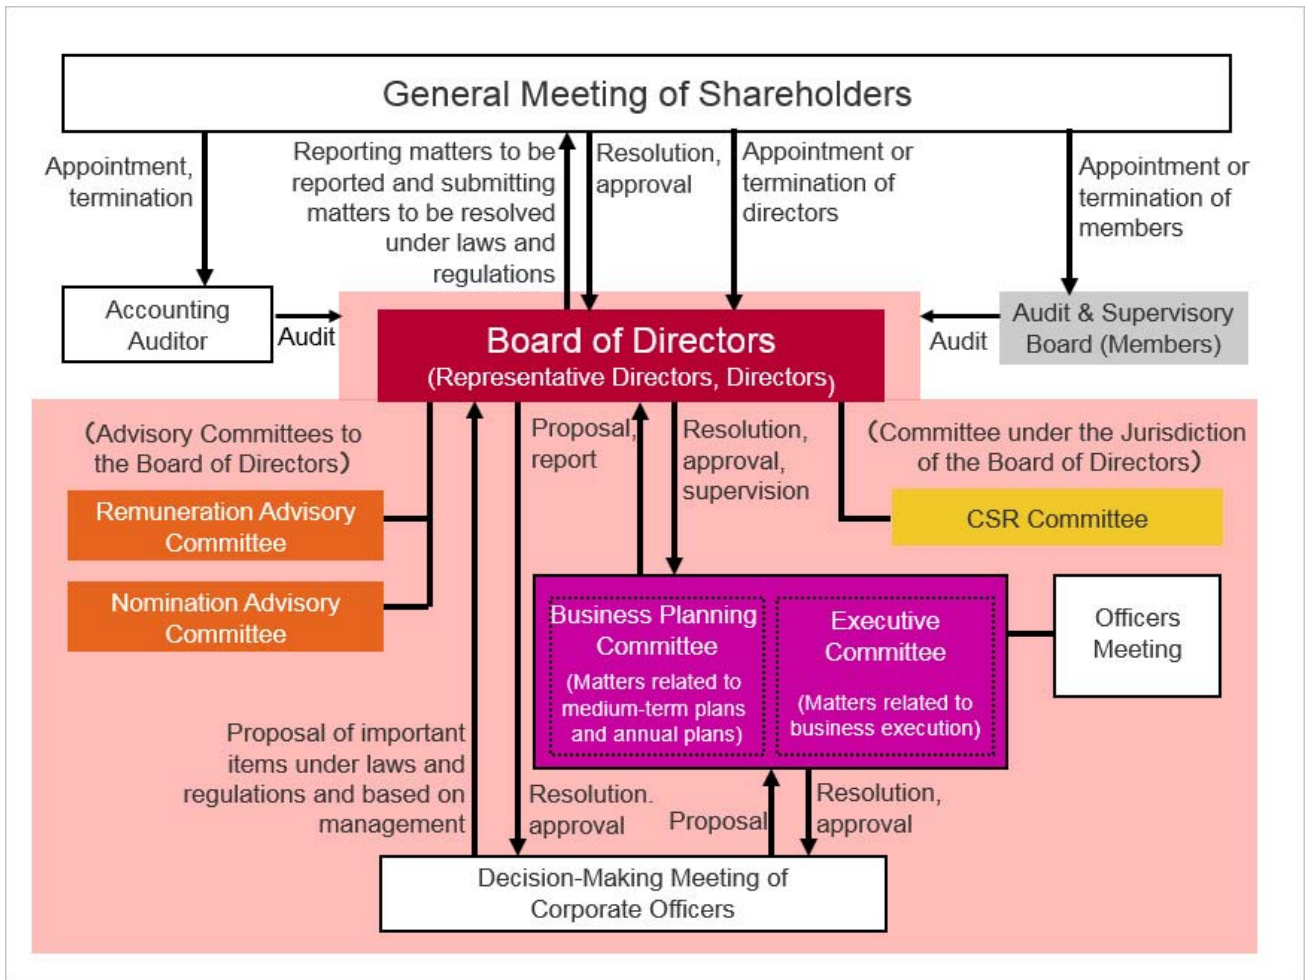 General Meeting of Shareholders
Appointment,
termination
Reporting matters to be
reported and submitting
matters to be resolved
under laws and
regulations
Resolution,
approval
Appointment or
termination of
directors
Appointment or
termination of
members
Accounting
Auditor
Audit
Board of Directors
(Representative Directors, Directors)
Audit
Audit & Supervisory
Board (Members)
(Advisory Committees to
the Board of Directors)
Remuneration Advisory
Committee
Nomination Advisory
Committee
Proposal,
report
Resolution,
approval,
supervision
(Committee under the Jurisdiction
of the Board of Directors)
CSR Committee
Business Planning
Committee
(Matters related to
medium-term plans
and annual plans)
Executive
Committee
(Matters related to
business execution)
Officers
Meeting
Proposal of important
items under laws and
regulations and based on
management
Resolution.
approval
Proposal
Resolution,
approval
Decision-Making Meeting of
Corporate Officers